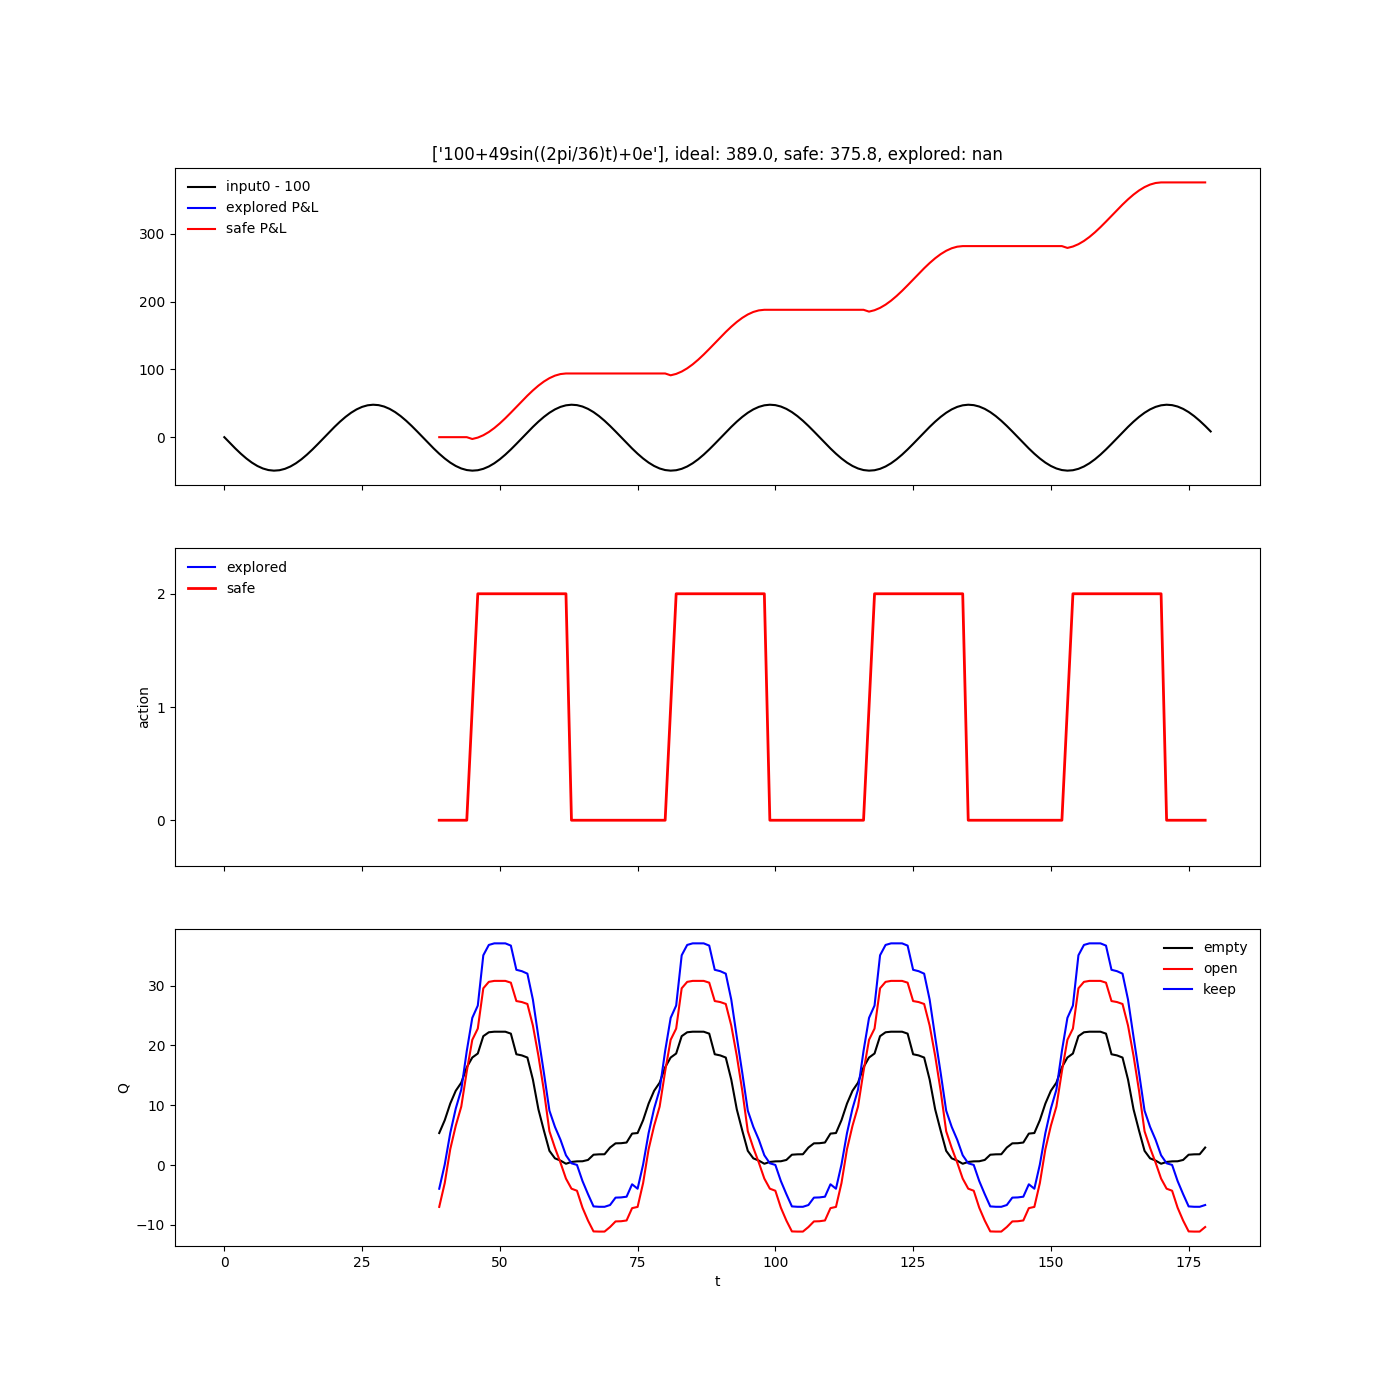 ['100+49sin((2pi/36)t)+0e'], ideal: 389.0, safe: 375.8, explored: nan
input0 - 100
explored P&L
safe P&L
300
200
100
0
explored
safe
2
1
0
action
empty
open
keep
30
20
10
0
−10
Q
0 25 50 75 100 125 150 175
t